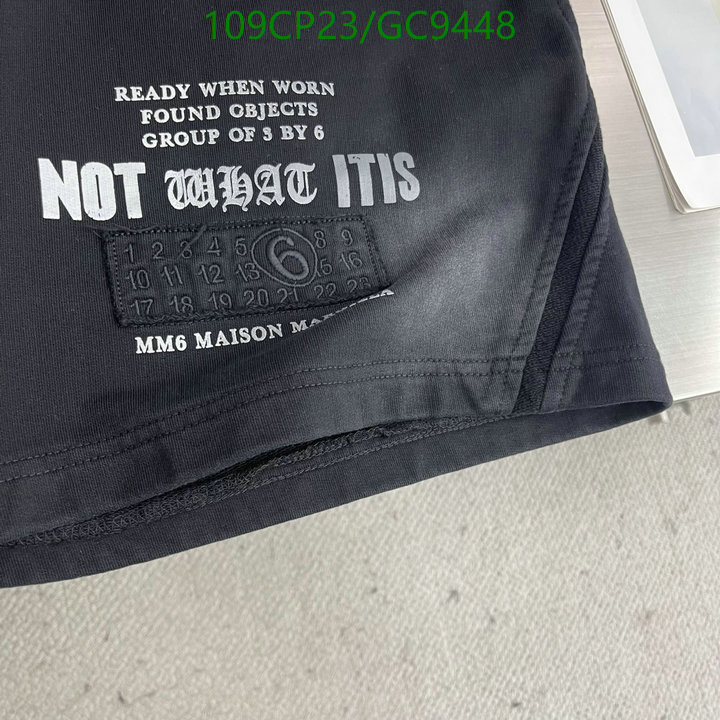 109CP23/GC9448
READY WHEN WORN
FOUND OBJECTS
GROUP OF 3 BY 6
NOT WHAT ITIS
1 2 3 4 5 6 8 9
10 11 12 13 15 16
17 18 19 20 21 22
MM6 MAISON